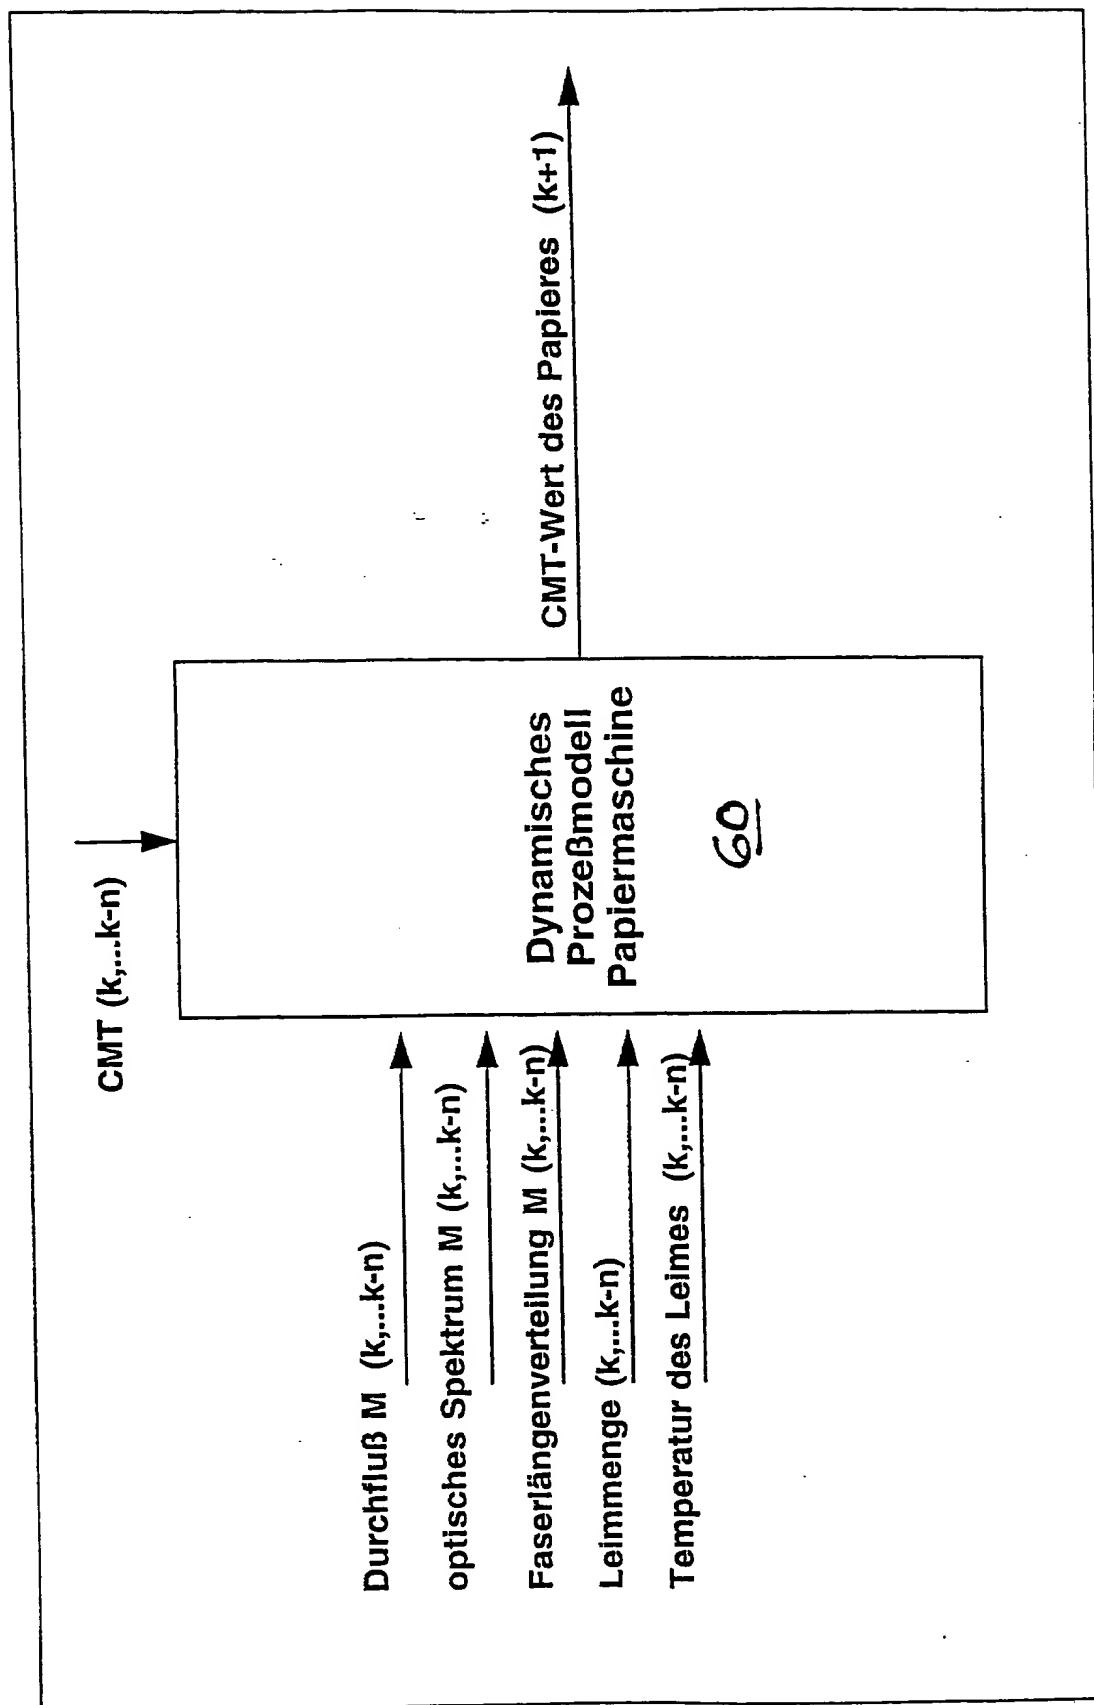 CMT (k,...k-n)
Durchfluß M (k,...k-n)
optisches Spektrum M (k,...k-n)
Faserlängenverteilung M (k,...k-n)
Leimmenge (k,...k-n)
Temperatur des Leimes (k,...k-n)
Dynamisches
Prozeßmodell
Papiermaschine
60
CMT-Wert des Papieres (k+1)